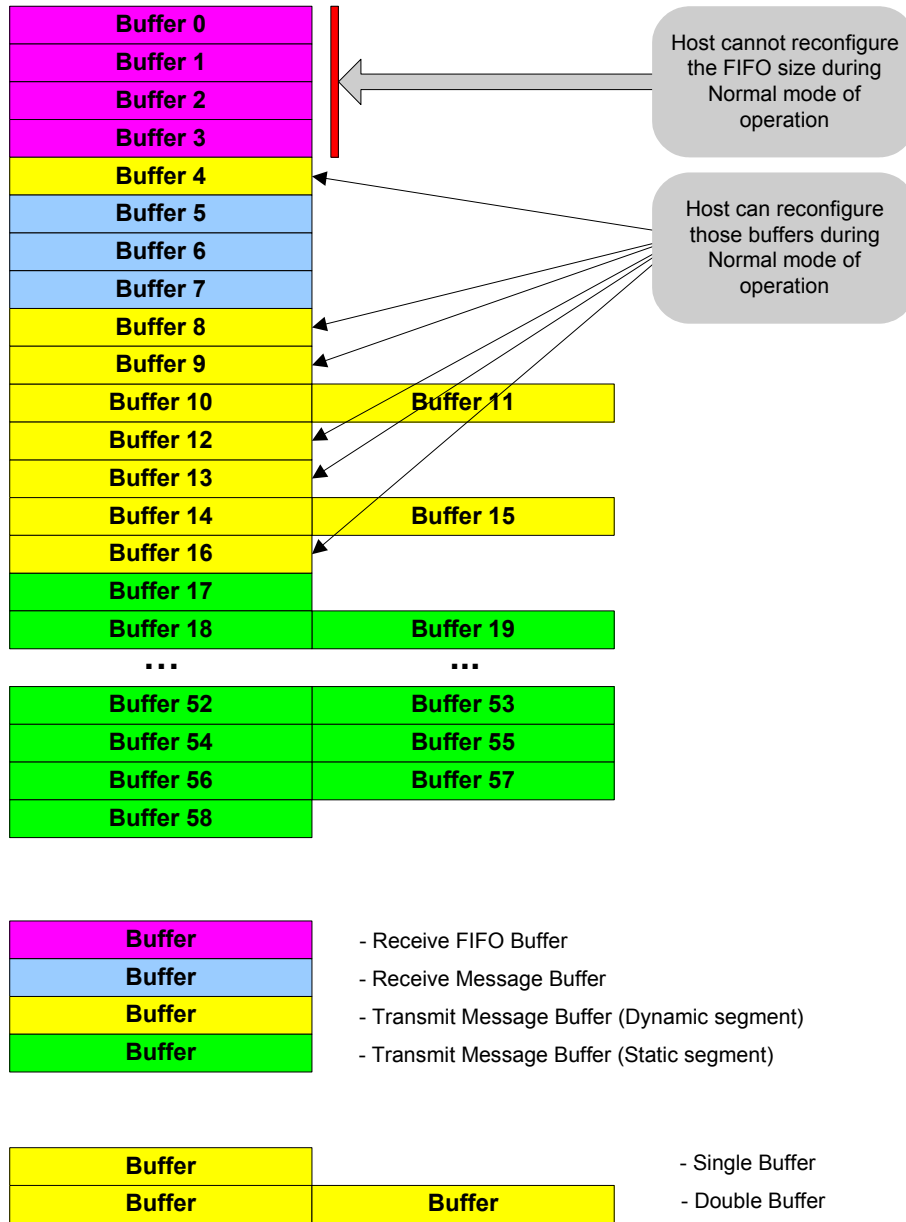 Buffer 0
Buffer 1
Buffer 2
Buffer 3
Host cannot reconfigure
the FIFO size during
Normal mode of
operation
Buffer 4
Buffer 5
Buffer 6
Buffer 7
Host can reconfigure
those buffers during
Normal mode of
operation
Buffer 8
Buffer 9
Buffer 10 Buffer 11
Buffer 12
Buffer 13
Buffer 14 Buffer 15
Buffer 16
Buffer 17
Buffer 18 Buffer 19
... ...
Buffer 52 Buffer 53
Buffer 54 Buffer 55
Buffer 56 Buffer 57
Buffer 58
Buffer - Receive FIFO Buffer
Buffer - Receive Message Buffer
Buffer - Transmit Message Buffer (Dynamic segment)
Buffer - Transmit Message Buffer (Static segment)
Buffer - Single Buffer
Buffer Buffer - Double Buffer